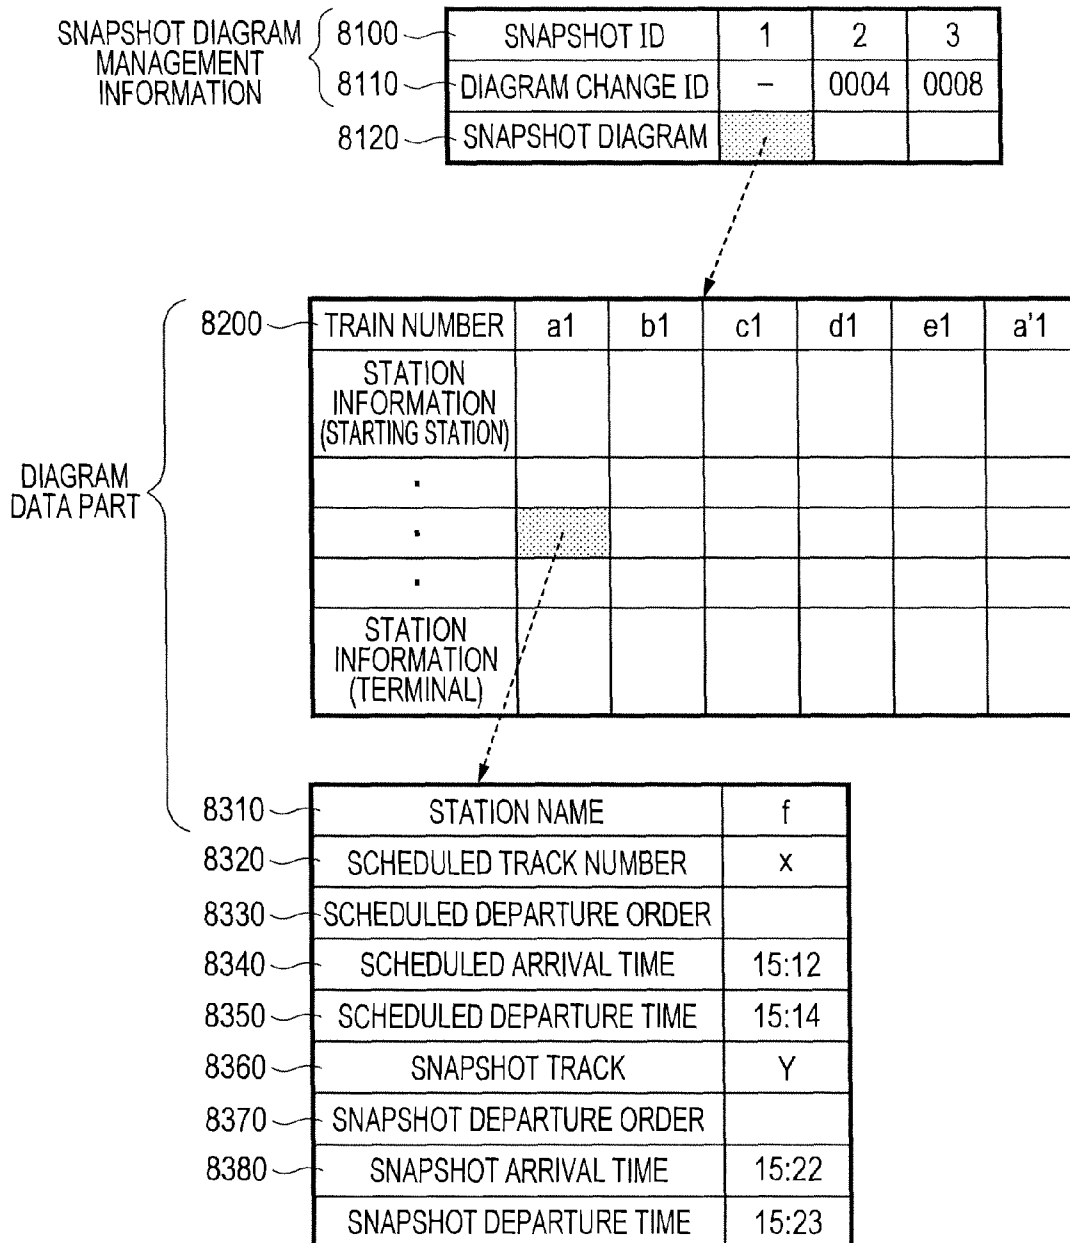 SNAPSHOT DIAGRAM
MANAGEMENT
INFORMATION
8100 SNAPSHOT ID 1 2 3
8110 DIAGRAM CHANGE ID – 0004 0008
8120 SNAPSHOT DIAGRAM
DIAGRAM
DATA PART
8200 TRAIN NUMBER a1 b1 c1 d1 e1 a'1
STATION
INFORMATION
(STARTING STATION)
.
.
.
STATION
INFORMATION
(TERMINAL)
8310 STATION NAME f
8320 SCHEDULED TRACK NUMBER x
8330 SCHEDULED DEPARTURE ORDER
8340 SCHEDULED ARRIVAL TIME 15:12
8350 SCHEDULED DEPARTURE TIME 15:14
8360 SNAPSHOT TRACK Y
8370 SNAPSHOT DEPARTURE ORDER
8380 SNAPSHOT ARRIVAL TIME 15:22
SNAPSHOT DEPARTURE TIME 15:23